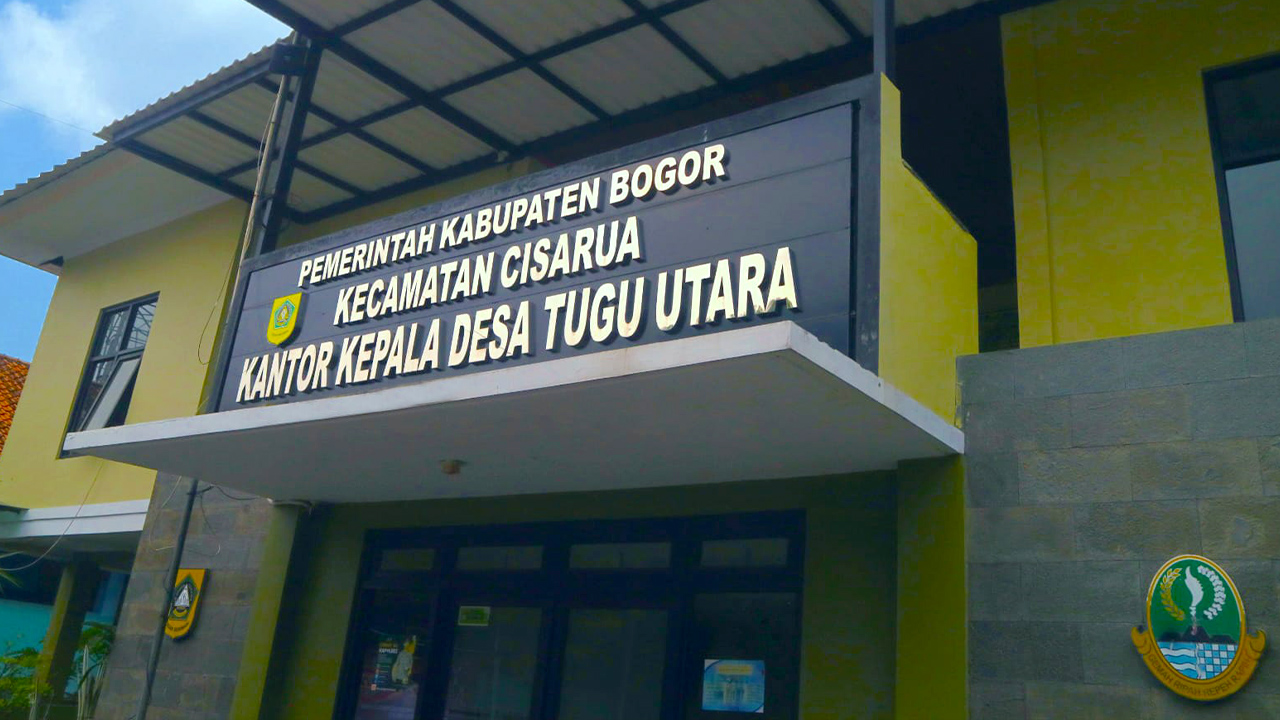 PEMERINTAH KABUPATEN BOGOR
KECAMATAN CISARUA
KANTOR KEPALA DESA TUGU UTARA